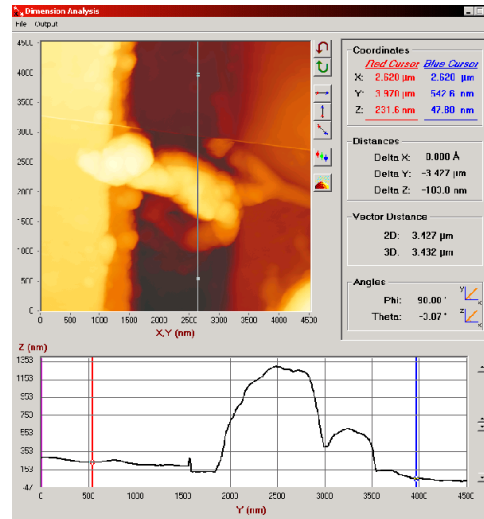 Dimension Analysis
File Output
4500
4000
3500
3000
2500
2000
1500
1000
500
0
0 500 1000 1500 2000 2500 3000 3500 4000 4500
X,Y (nm)
Coordinates
Red Cursor Blue Cursor
X: 2.620 µm 2.620 µm
Y: 3.970 µm 542.6 nm
Z: 231.6 nm 47.80 nm
Distances
Delta X: 0.000 Å
Delta Y: -3.427 µm
Delta Z: -103.0 nm
Vector Distance
2D: 3.427 µm
3D: 3.432 µm
Angles
Phi: 90.00 °
Y
X
Theta: -3.07 °
Z
X
Z (nm)
1353
1153
953
753
553
353
153
-47
0 500 1000 1500 2000 2500 3000 3500 4000 4500
Y' (nm)